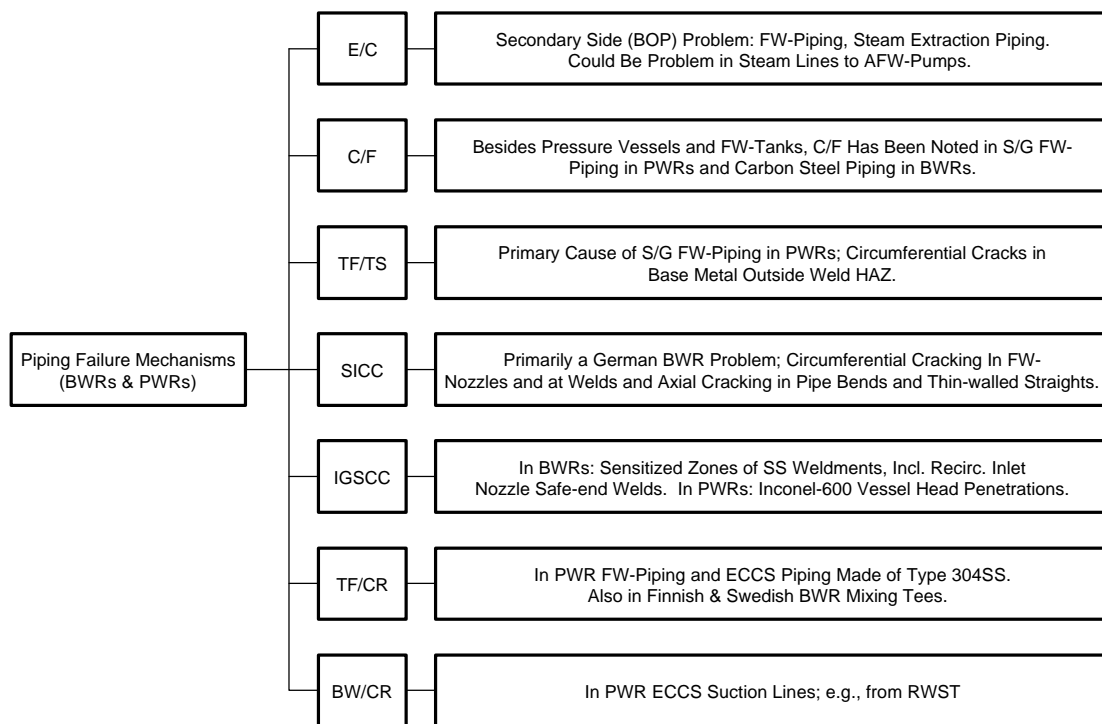 E/C
Secondary Side (BOP) Problem: FW-Piping, Steam Extraction Piping.
Could Be Problem in Steam Lines to AFW-Pumps.
C/F
Besides Pressure Vessels and FW-Tanks, C/F Has Been Noted in S/G FW-
Piping in PWRs and Carbon Steel Piping in BWRs.
TF/TS
Primary Cause of S/G FW-Piping in PWRs; Circumferential Cracks in
Base Metal Outside Weld HAZ.
Piping Failure Mechanisms
(BWRs & PWRs)
SICC
Primarily a German BWR Problem; Circumferential Cracking In FW-
Nozzles and at Welds and Axial Cracking in Pipe Bends and Thin-walled Straights.
IGSCC
In BWRs: Sensitized Zones of SS Weldments, Incl. Recirc. Inlet
Nozzle Safe-end Welds. In PWRs: Inconel-600 Vessel Head Penetrations.
TF/CR
In PWR FW-Piping and ECCS Piping Made of Type 304SS.
Also in Finnish & Swedish BWR Mixing Tees.
BW/CR
In PWR ECCS Suction Lines; e.g., from RWST